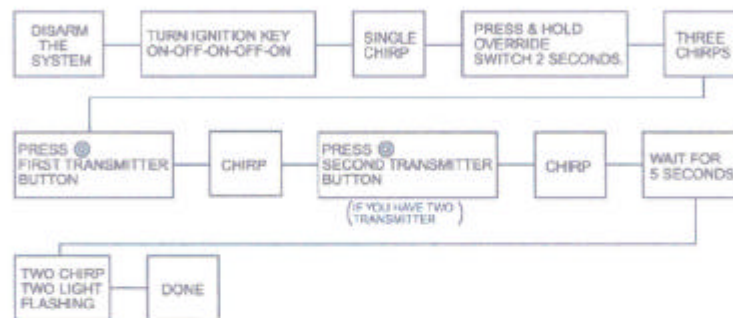 DISARM
THE
SYSTEM
TURN IGNITION KEY
ON-OFF-ON-OFF-ON
SINGLE
CHIRP
PRESS & HOLD
OVERRIDE
SWITCH 2 SECONDS.
THREE
CHIRPS
PRESS
FIRST TRANSMITTER
BUTTON
CHIRP
PRESS
SECOND TRANSMITTER
BUTTON
(IF YOU HAVE TWO
TRANSMITTER)
CHIRP
WAIT FOR
5 SECONDS
TWO CHIRP
TWO LIGHT
FLASHING
DONE